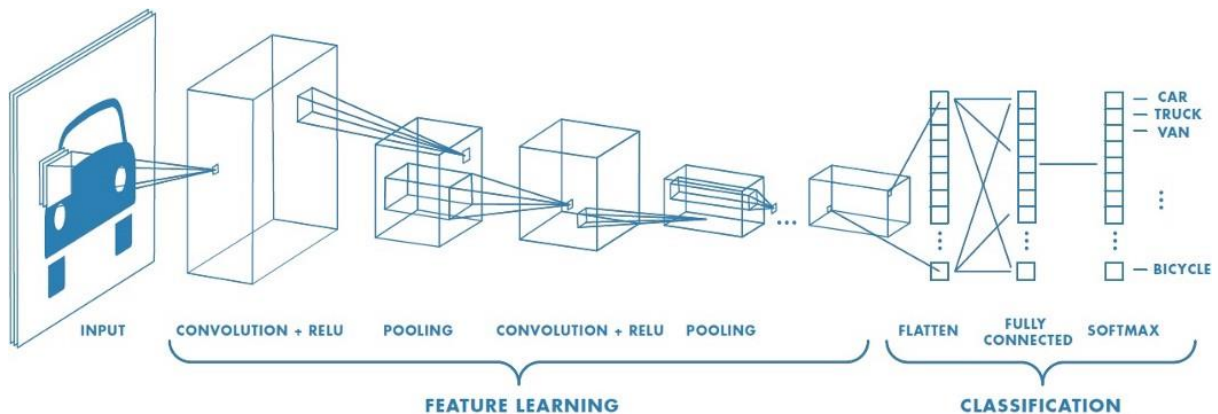 CAR
TRUCK
VAN
BICYCLE
INPUT
CONVOLUTION + RELU
POOLING
CONVOLUTION + RELU
POOLING
FLATTEN
FULLY
CONNECTED
SOFTMAX
FEATURE LEARNING
CLASSIFICATION